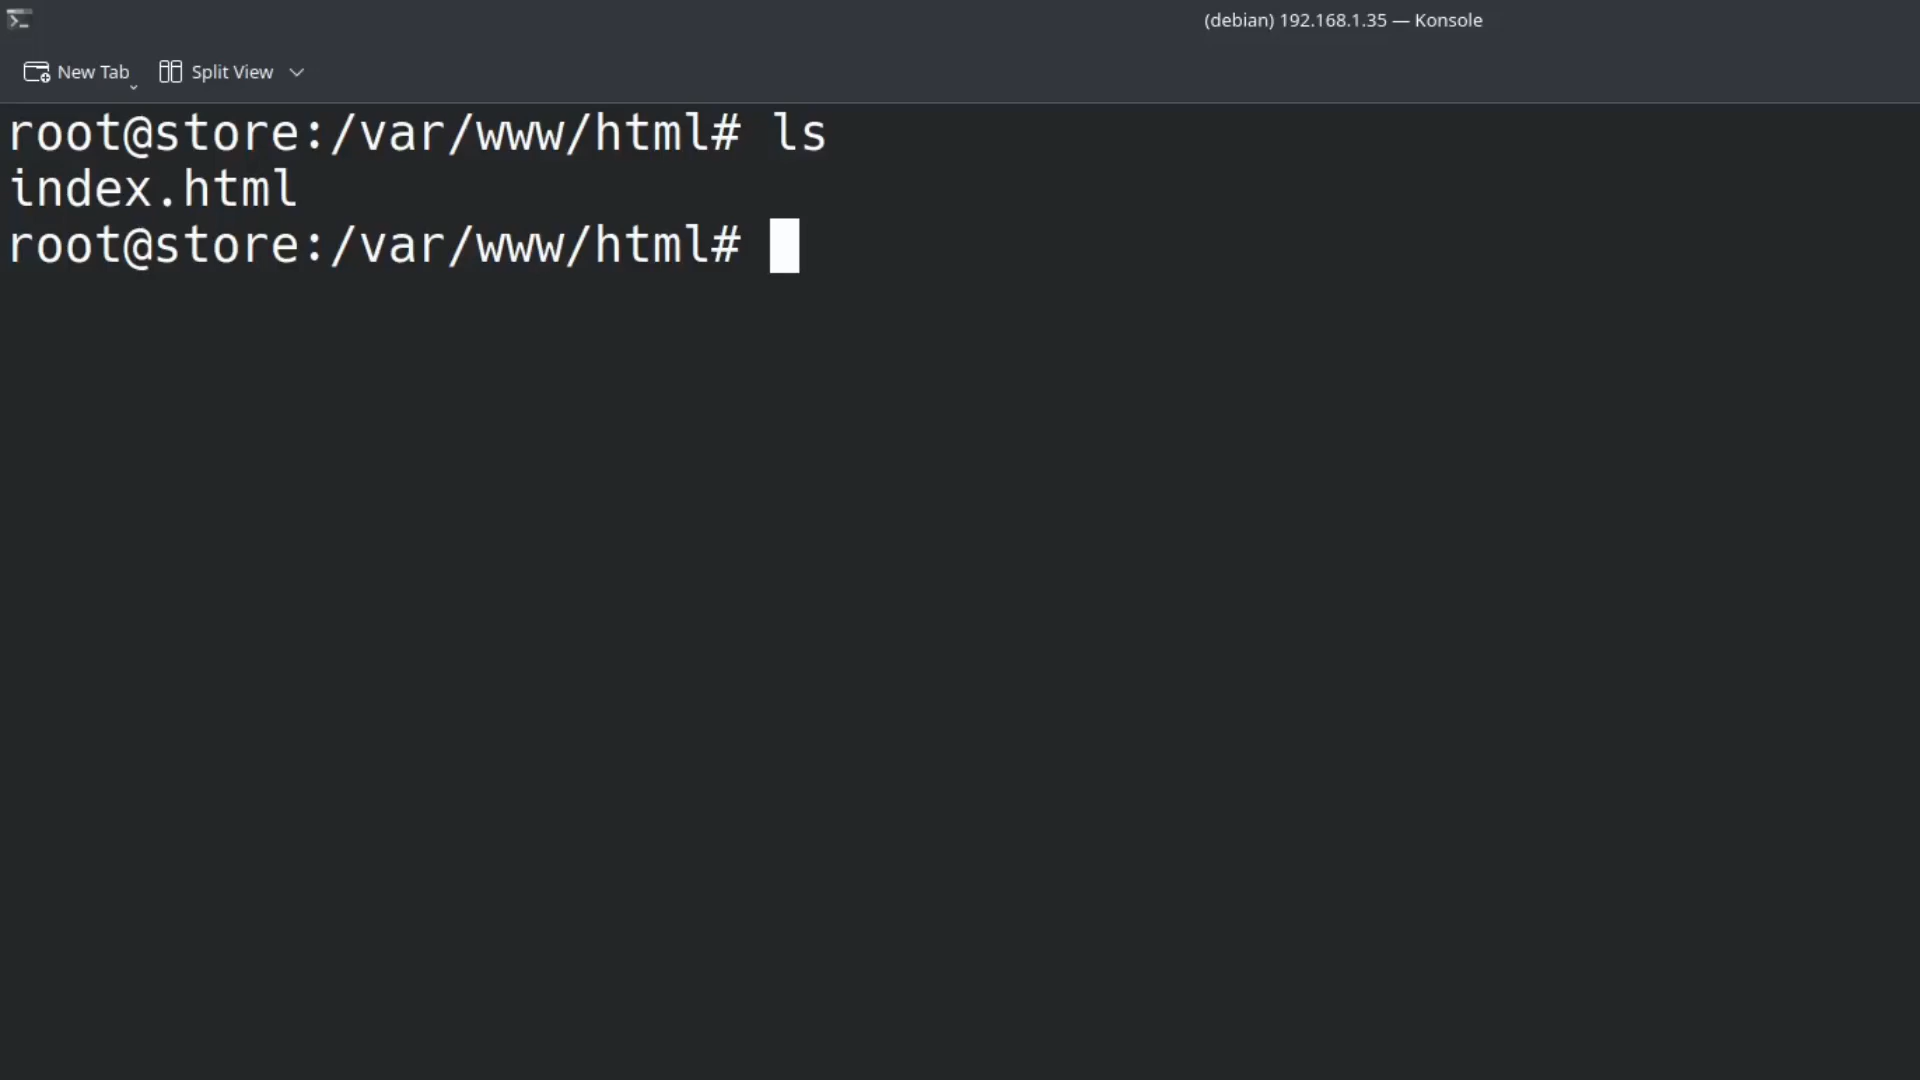 (debian) 192.168.1.35 — Konsole
New Tab Split View
root@store:/var/www/html# ls
index.html
root@store:/var/www/html#